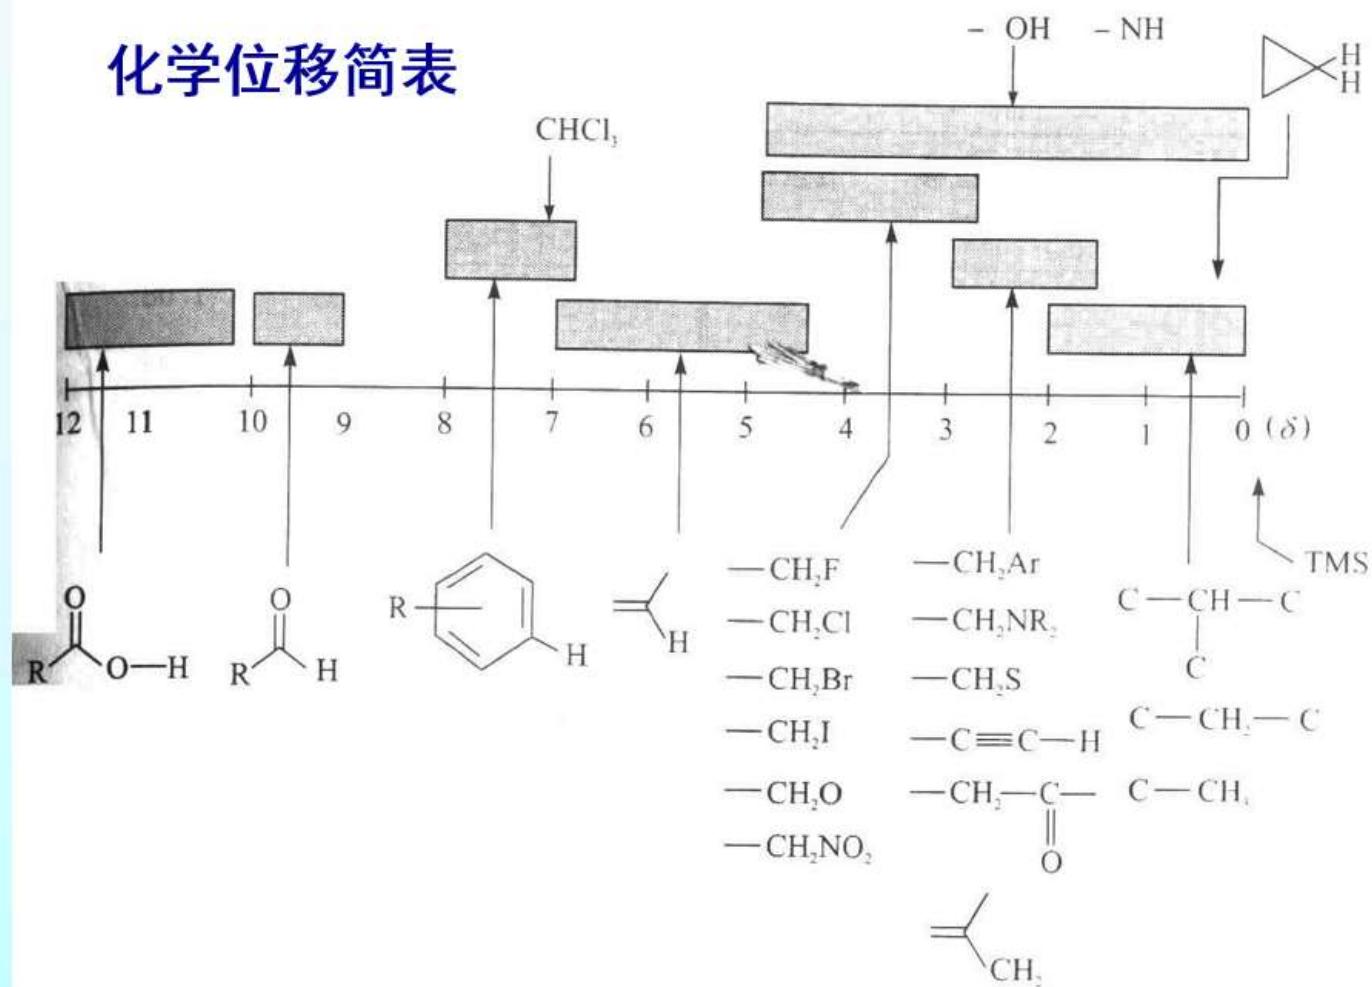 化学位移简表
- OH - NH
H
H
CHCl₃
12 11 10 9 8 7 6 5 4 3 2 1 0 (δ)
TMS
O
R O—H
O
R H
R H
H
—CH₂F
—CH₂Cl
—CH₂Br
—CH₂I
—CH₂O
—CH₂NO₂
—CH₂Ar
—CH₂NR₂
—CH₂S
—C≡C—H
—CH₂—C—
O
CH₂
C—CH—C
C
C—CH₂—C
C—CH₃